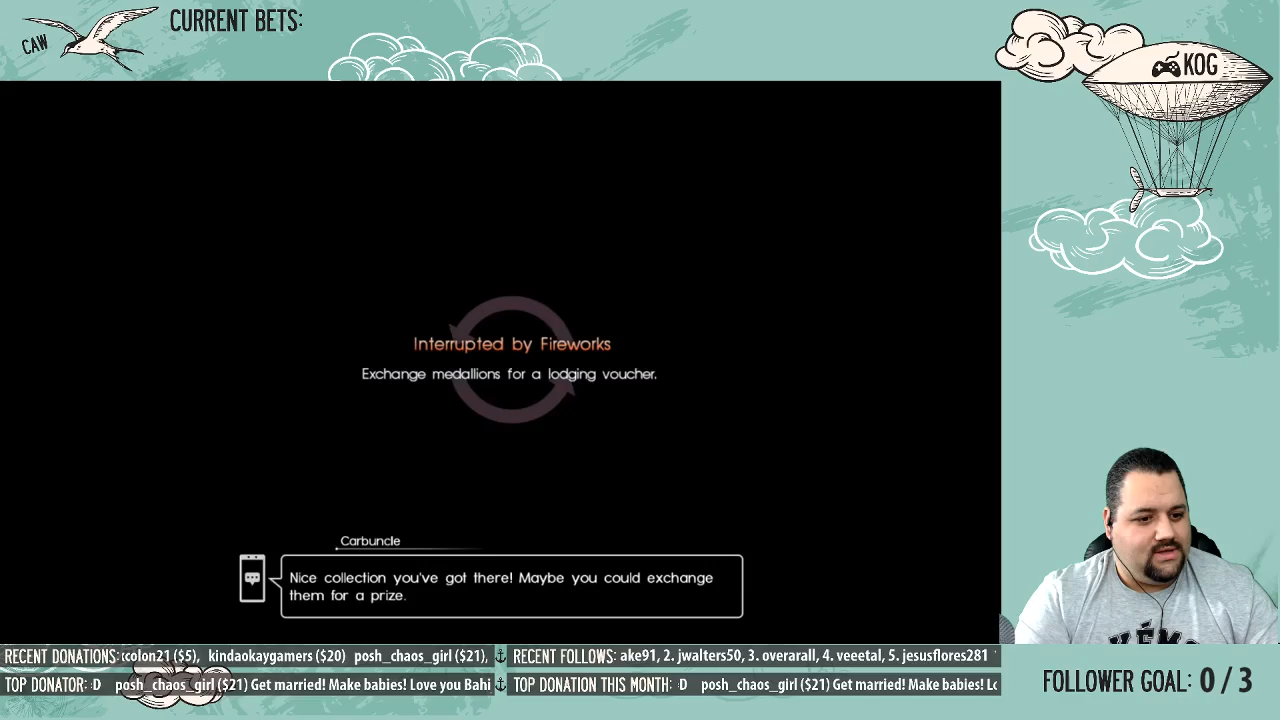 CAW
CURRENT BETS:
KOG
Interrupted by Fireworks
Exchange medallions for a lodging voucher.
Carbuncle
Nice collection you've got there! Maybe you could exchange
them for a prize.
RECENT DONATIONS: :colon21 ($5), kindaokaygamers ($20) posh_chaos_girl ($21),
RECENT FOLLOWS: ake91, 2. jwalters50, 3. overarall, 4. veeetal, 5. jesusflores281
TOP DONATOR: :D posh_chaos_girl ($21) Get married! Make babies! Love you Bahi
TOP DONATION THIS MONTH: :D posh_chaos_girl ($21) Get married! Make babies! Lo
FOLLOWER GOAL: 0 / 3